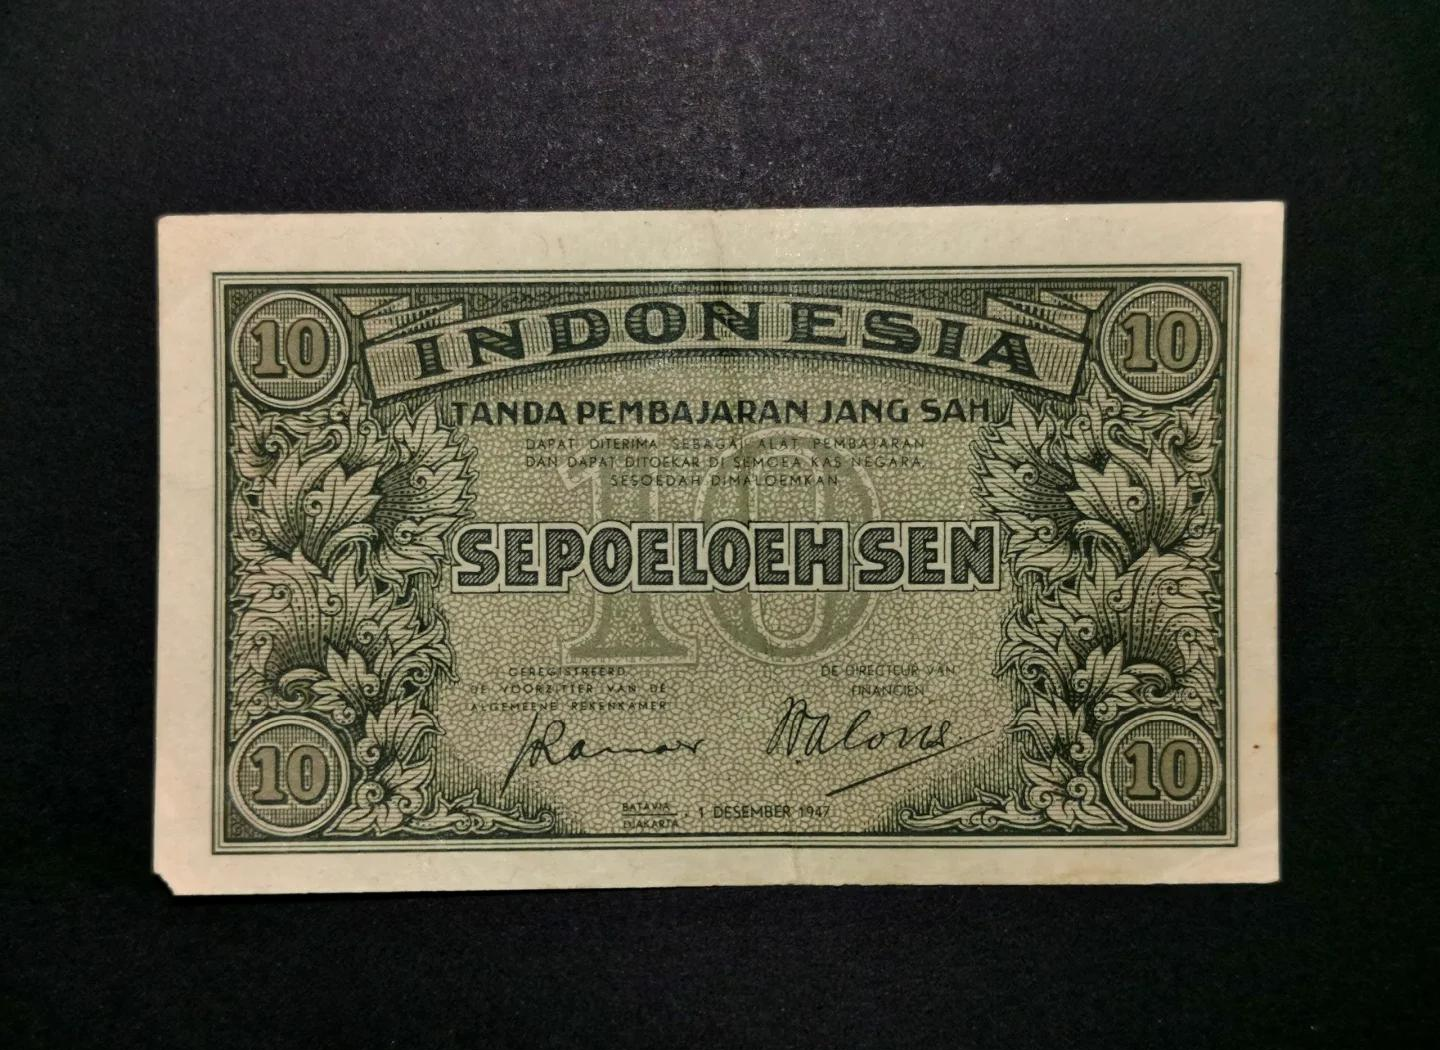 10 INDONESIA 10
TANDA PEMBAJARAN JANG SAH
DAPAT DITERIMA SEBAGAI ALAT PEMBAJARAN
DAN DAPAT DITOEKAR DI SEMOEA KAS NEGARA,
SESOEDAH DIMALOEMKAN
10
SEPOELOEH SEN
GEREGISTREERD:
DE VOORZITTER VAN DE
ALGEMEENE REKENKAMER
DE DIRECTEUR VAN
FINANCIEN
10 10
BATAVIA
DJAKARTA, 1 DESEMBER 1947